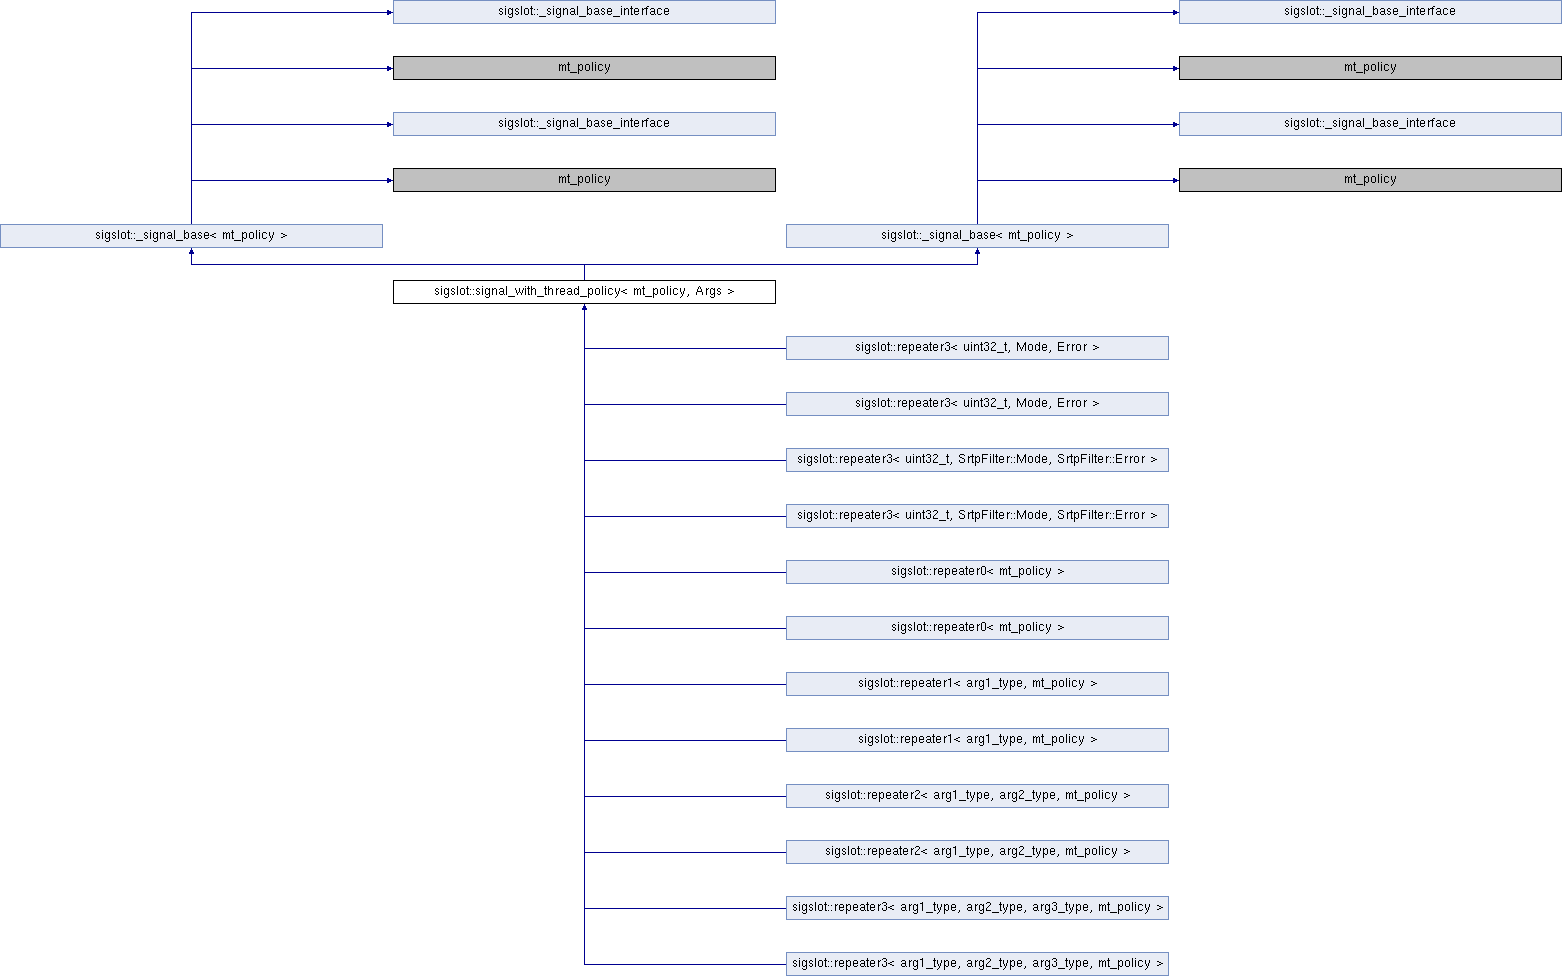 sigslot::_signal_base_interface
sigslot::_signal_base_interface
mt_policy
mt_policy
sigslot::_signal_base_interface
sigslot::_signal_base_interface
mt_policy
mt_policy
sigslot::_signal_base< mt_policy >
sigslot::_signal_base< mt_policy >
sigslot::signal_with_thread_policy< mt_policy, Args >
sigslot::repeater3< uint32_t, Mode, Error >
sigslot::repeater3< uint32_t, Mode, Error >
sigslot::repeater3< uint32_t, SrtpFilter::Mode, SrtpFilter::Error >
sigslot::repeater3< uint32_t, SrtpFilter::Mode, SrtpFilter::Error >
sigslot::repeater0< mt_policy >
sigslot::repeater0< mt_policy >
sigslot::repeater1< arg1_type, mt_policy >
sigslot::repeater1< arg1_type, mt_policy >
sigslot::repeater2< arg1_type, arg2_type, mt_policy >
sigslot::repeater2< arg1_type, arg2_type, mt_policy >
sigslot::repeater3< arg1_type, arg2_type, arg3_type, mt_policy >
sigslot::repeater3< arg1_type, arg2_type, arg3_type, mt_policy >